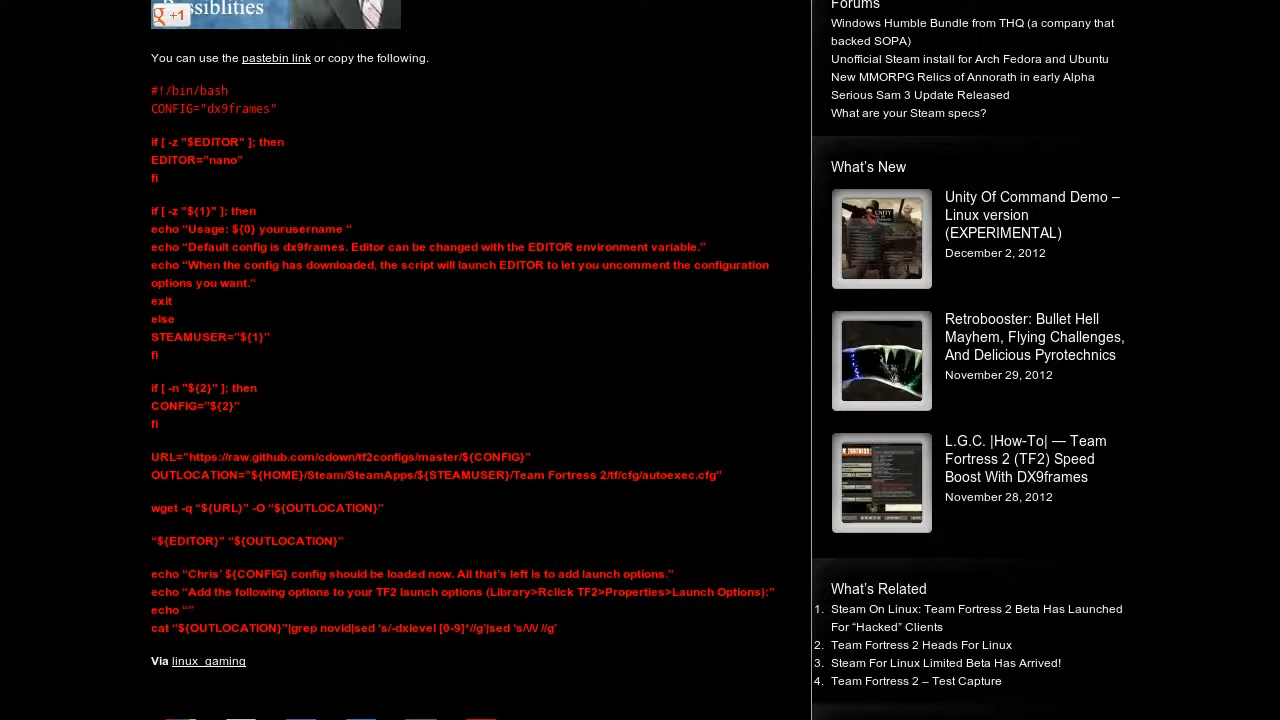 Possiblities
g +1
You can use the pastebin link or copy the following.
#!/bin/bash
CONFIG="dx9frames"
if [ -z "$EDITOR" ]; then
EDITOR="nano"
fi
if [ -z "${1}" ]; then
echo “Usage: ${0} yourusername “
echo “Default config is dx9frames. Editor can be changed with the EDITOR environment variable.”
echo “When the config has downloaded, the script will launch EDITOR to let you uncomment the configuration
options you want.”
exit
else
STEAMUSER=”${1}”
fi
if [ -n "${2}" ]; then
CONFIG="${2}"
fi
URL=”https://raw.github.com/cdown/tf2configs/master/${CONFIG}”
OUTLOCATION=”${HOME}/Steam/SteamApps/${STEAMUSER}/Team Fortress 2/tf/cfg/autoexec.cfg”
wget -q “${URL}” -O “${OUTLOCATION}”
“${EDITOR}” “${OUTLOCATION}”
echo “Chris’ ${CONFIG} config should be loaded now. All that’s left is to add launch options.”
echo “Add the following options to your TF2 launch options (Library>Rclick TF2>Properties>Launch Options):”
echo “”
cat “${OUTLOCATION}”|grep novid|sed ‘s/-dxlevel [0-9]*//g’|sed ‘s/\/\/ //g’
Via linux_gaming
Forums
Windows Humble Bundle from THQ (a company that
backed SOPA)
Unofficial Steam install for Arch Fedora and Ubuntu
New MMORPG Relics of Annorath in early Alpha
Serious Sam 3 Update Released
What are your Steam specs?
What’s New
UNITY
Unity Of Command Demo –
Linux version
(EXPERIMENTAL)
December 2, 2012
Retrobooster: Bullet Hell
Mayhem, Flying Challenges,
And Delicious Pyrotechnics
November 29, 2012
L.G.C. |How-To| — Team
Fortress 2 (TF2) Speed
Boost With DX9frames
November 28, 2012
What’s Related
1. Steam On Linux: Team Fortress 2 Beta Has Launched
For “Hacked” Clients
2. Team Fortress 2 Heads For Linux
3. Steam For Linux Limited Beta Has Arrived!
4. Team Fortress 2 – Test Capture